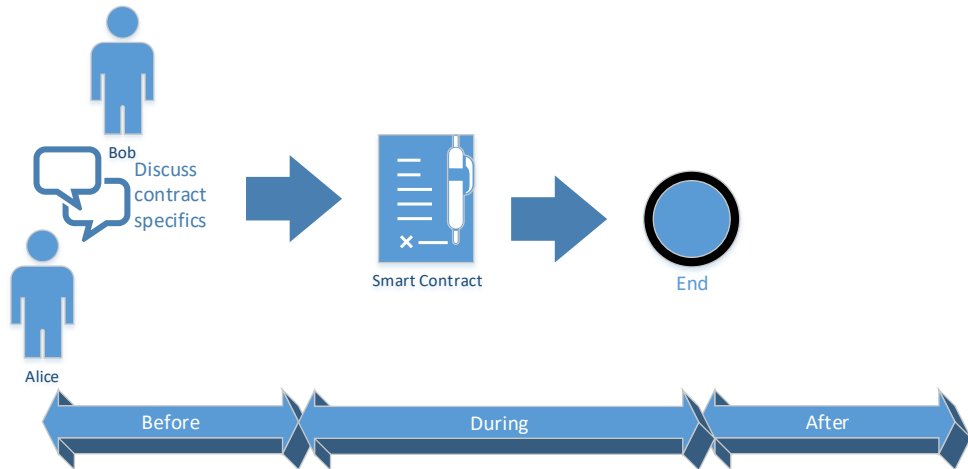 Bob
Discuss
contract
specifics
Smart Contract
End
Alice
Before
During
After